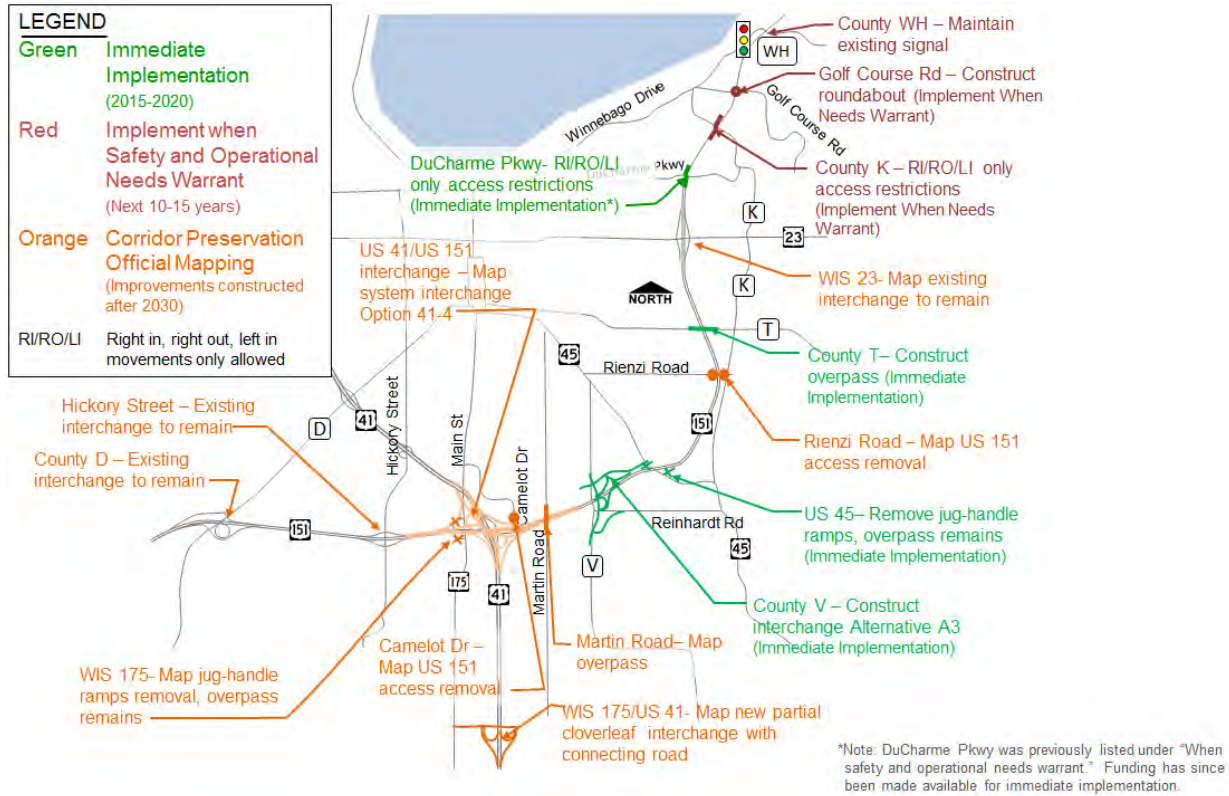 LEGEND
Green Immediate
Implementation
(2015-2020)
Red Implement when
Safety and Operational
Needs Warrant
(Next 10-15 years)
Orange Corridor Preservation
Official Mapping
(Improvements constructed
after 2030)
RI/RO/LI Right in, right out, left in
movements only allowed
County WH – Maintain
existing signal
WH
Golf Course Rd – Construct
roundabout (Implement When
Needs Warrant)
Golf Course Rd
Winnebago Drive
DuCharme Pkwy- RI/RO/LI
only access restrictions
(Immediate Implementation*)
DuCharme Pkwy
County K – RI/RO/LI only
access restrictions
(Implement When Needs
Warrant)
K
23
US 41/US 151
interchange – Map
system interchange
Option 41-4
WIS 23- Map existing
interchange to remain
K
NORTH
T
45
Rienzi Road
County T– Construct
overpass (Immediate
Implementation)
Hickory Street – Existing
interchange to remain
41
D
Hickory Street
Main St
151
Rienzi Road – Map US 151
access removal
County D – Existing
interchange to remain
Camelot Dr
151
Reinhardt Rd
US 45– Remove jug-handle
ramps, overpass remains
(Immediate Implementation)
45
V
175
41
Martin Road
County V – Construct
interchange Alternative A3
(Immediate Implementation)
Camelot Dr –
Map US 151
access removal
Martin Road– Map
overpass
WIS 175- Map jug-handle
ramps removal, overpass
remains
WIS 175/US 41- Map new partial
cloverleaf interchange with
connecting road
*Note: DuCharme Pkwy was previously listed under “When
safety and operational needs warrant.” Funding has since
been made available for immediate implementation.